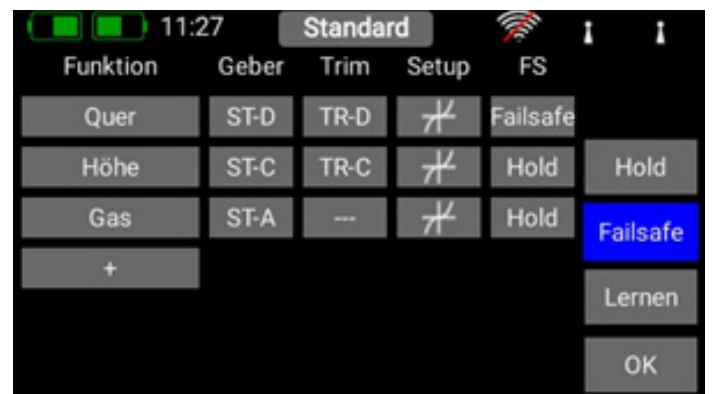 11:27 Standard
Funktion Geber Trim Setup FS
Quer ST-D TR-D Failsafe
Höhe ST-C TR-C Hold Hold
Gas ST-A --- Hold Failsafe
+
Lernen
OK